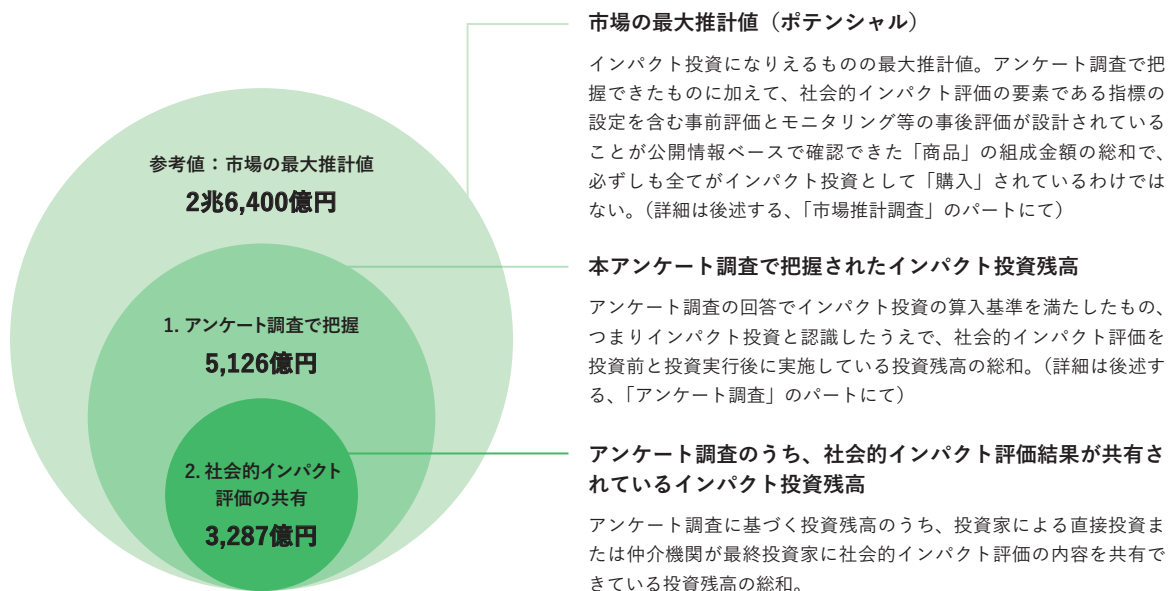 市場の最大推計値（ポテンシャル）
インパクト投資になりえるものの最大推計値。アンケート調査で把
握できたものに加えて、社会的インパクト評価の要素である指標の
設定を含む事前評価とモニタリング等の事後評価が設計されている
ことが公開情報ベースで確認できた「商品」の組成金額の総和で、
必ずしも全てがインパクト投資として「購入」されているわけでは
ない。（詳細は後述する、「市場推計調査」のパートにて）
参考値：市場の最大推計値
2兆6,400億円
本アンケート調査で把握されたインパクト投資残高
アンケート調査の回答でインパクト投資の算入基準を満たしたもの、
つまりインパクト投資と認識したうえで、社会的インパクト評価を
投資前と投資実行後に実施している投資残高の総和。（詳細は後述す
る、「アンケート調査」のパートにて）
1. アンケート調査で把握
5,126億円
アンケート調査のうち、社会的インパクト評価結果が共有さ
れているインパクト投資残高
アンケート調査に基づく投資残高のうち、投資家による直接投資ま
たは仲介機関が最終投資家に社会的インパクト評価の内容を共有で
きている投資残高の総和。
2. 社会的インパクト
評価の共有
3,287億円